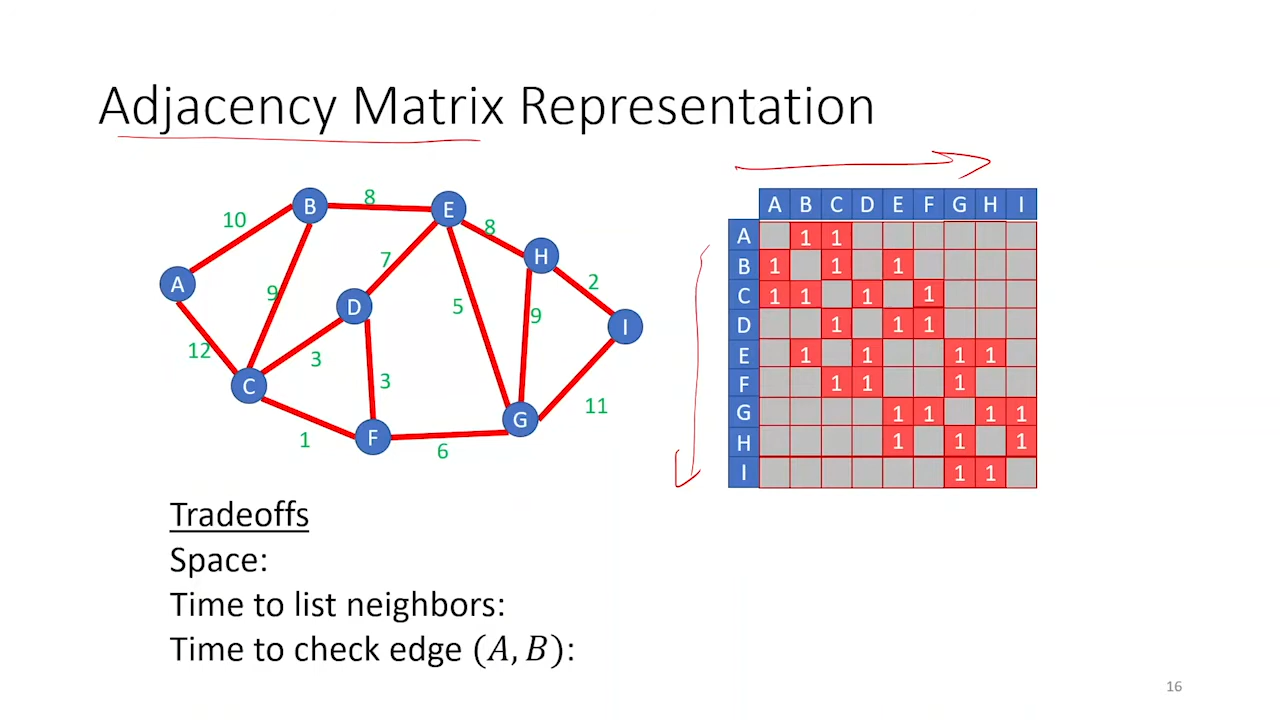 Adjacency Matrix Representation
8
10
B
E
8
H
A
7
2
9
D
5
9
I
12
3
C
3
G
11
1
F
6
A B C D E F G H I
A 1 1
B 1 1 1
C 1 1 1 1
D 1 1 1
E 1 1 1 1
F 1 1 1
G 1 1 1 1
H 1 1 1
I 1 1
Tradeoffs
Space:
Time to list neighbors:
Time to check edge (A, B):
16